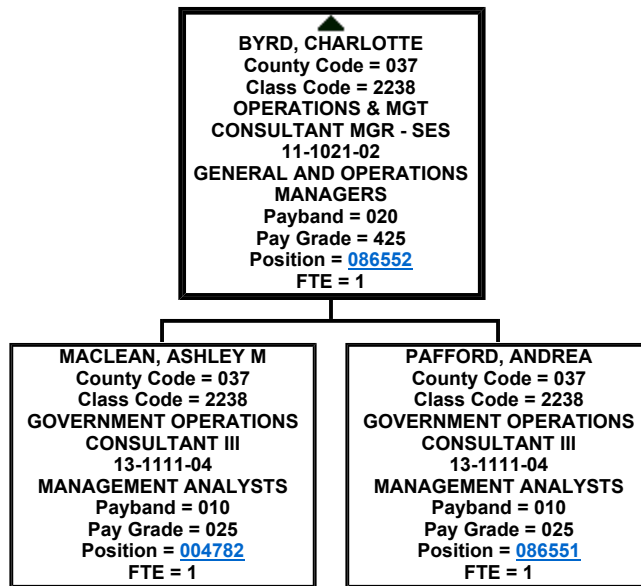 BYRD, CHARLOTTE
County Code = 037
Class Code = 2238
OPERATIONS & MGT
CONSULTANT MGR - SES
11-1021-02
GENERAL AND OPERATIONS
MANAGERS
Payband = 020
Pay Grade = 425
Position = 086552
FTE = 1
MACLEAN, ASHLEY M
County Code = 037
Class Code = 2238
GOVERNMENT OPERATIONS
CONSULTANT III
13-1111-04
MANAGEMENT ANALYSTS
Payband = 010
Pay Grade = 025
Position = 004782
FTE = 1
PAFFORD, ANDREA
County Code = 037
Class Code = 2238
GOVERNMENT OPERATIONS
CONSULTANT III
13-1111-04
MANAGEMENT ANALYSTS
Payband = 010
Pay Grade = 025
Position = 086551
FTE = 1